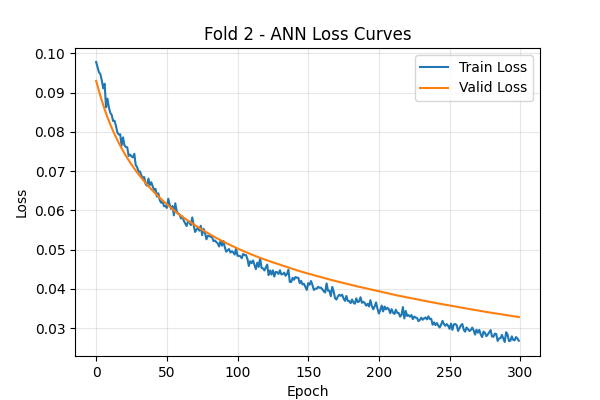 Fold 2 - ANN Loss Curves
Train Loss
Valid Loss
0.10
0.09
0.08
0.07
0.06
0.05
0.04
0.03
Loss
0 50 100 150 200 250 300
Epoch